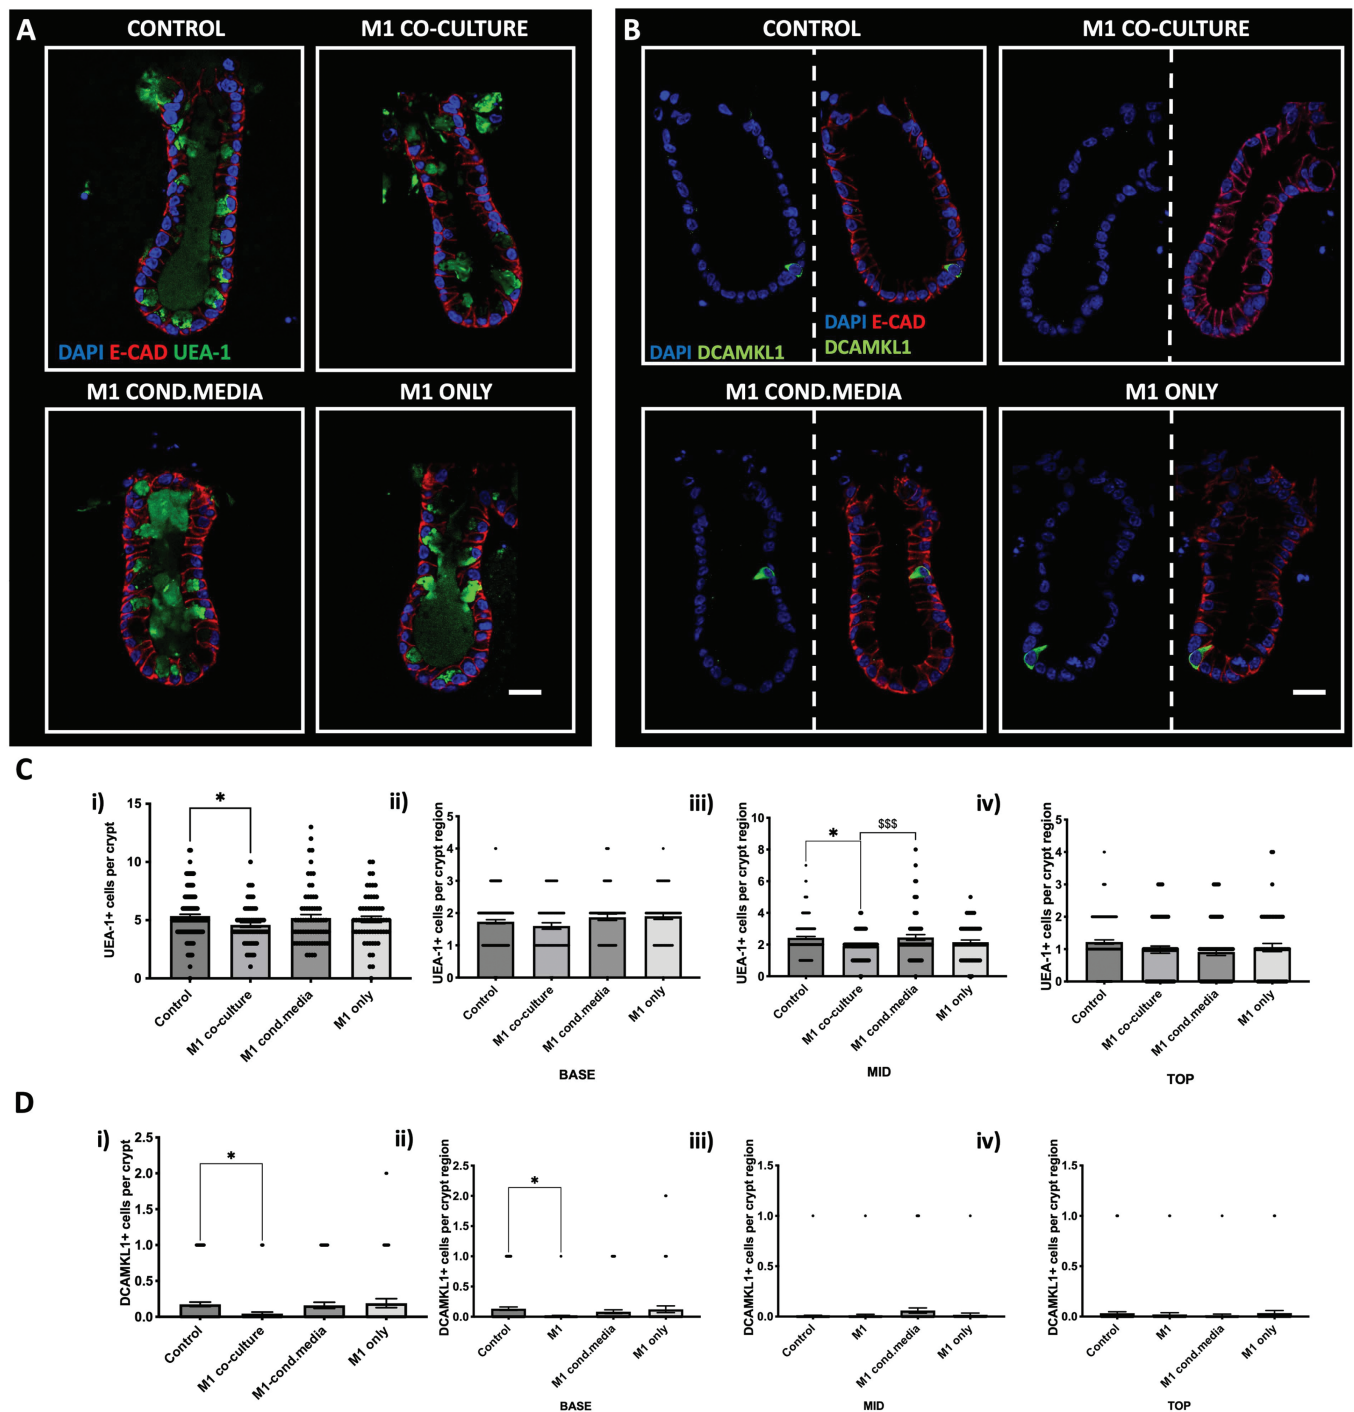 A
CONTROL
M1 CO-CULTURE
DAPI E-CAD UEA-1
M1 COND.MEDIA
M1 ONLY
B
CONTROL
M1 CO-CULTURE
DAPI DCAMKL1
DAPI E-CAD
DCAMKL1
M1 COND.MEDIA
M1 ONLY
C
i)
UEA-1+ cells per crypt
15
10
5
0
*
Control
M1 co-culture
M1 cond.media
M1 only
ii)
UEA-1+ cells per crypt region
5
4
3
2
1
0
Control
M1 co-culture
M1 cond.media
M1 only
BASE
iii)
UEA-1+ cells per crypt region
10
8
6
4
2
0
*
$$$
Control
M1 co-culture
M1 cond.media
M1 only
MID
iv)
UEA-1+ cells per crypt region
5
4
3
2
1
0
Control
M1 co-culture
M1 cond.media
M1 only
TOP
D
i)
DCAMKL1+ cells per crypt
2.5
2.0
1.5
1.0
0.5
0.0
*
Control
M1 co-culture
M1-cond.media
M1 only
ii)
DCAMKL1+ cells per crypt region
2.5
2.0
1.5
1.0
0.5
0.0
*
Control
M1
M1 cond.media
M1 only
BASE
iii)
DCAMKL1+ cells per crypt region
1.5
1.0
0.5
0.0
Control
M1
M1 cond.media
M1 only
MID
iv)
DCAMKL1+ cells per crypt region
1.5
1.0
0.5
0.0
Control
M1
M1 cond.media
M1 only
TOP